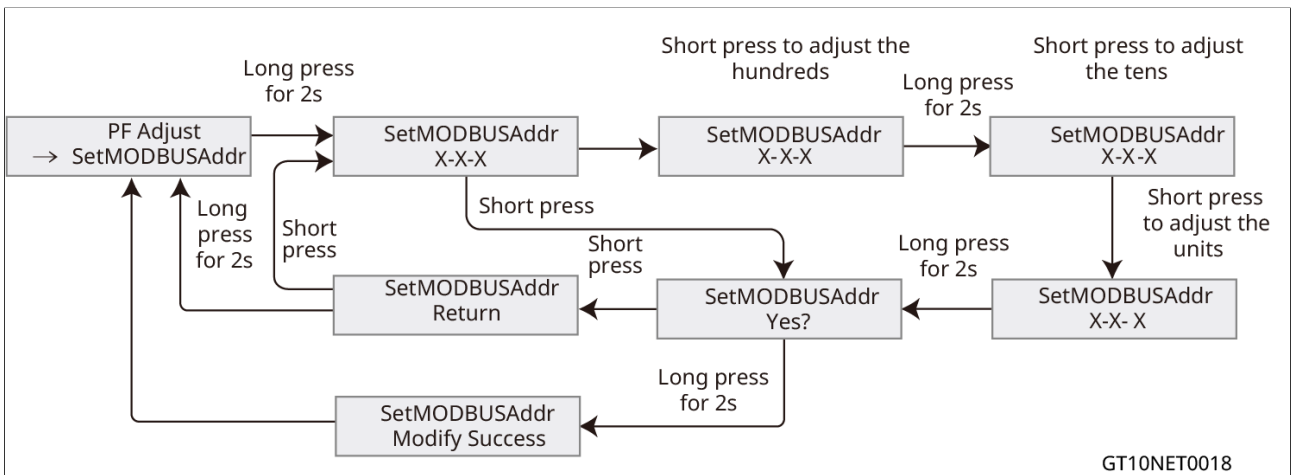 Short press to adjust the
hundreds
Short press to adjust
the tens
Long press
for 2s
Long press
for 2s
PF Adjust
→ SetMODBUSAddr
SetMODBUSAddr
X-X-X
SetMODBUSAddr
X-X-X
SetMODBUSAddr
X-X-X
Short press
to adjust the
units
Long
press
for 2s
Short
press
Short press
Short
press
Long press
for 2s
SetMODBUSAddr
Return
SetMODBUSAddr
Yes?
SetMODBUSAddr
X-X- X
Long press
for 2s
SetMODBUSAddr
Modify Success
GT10NET0018